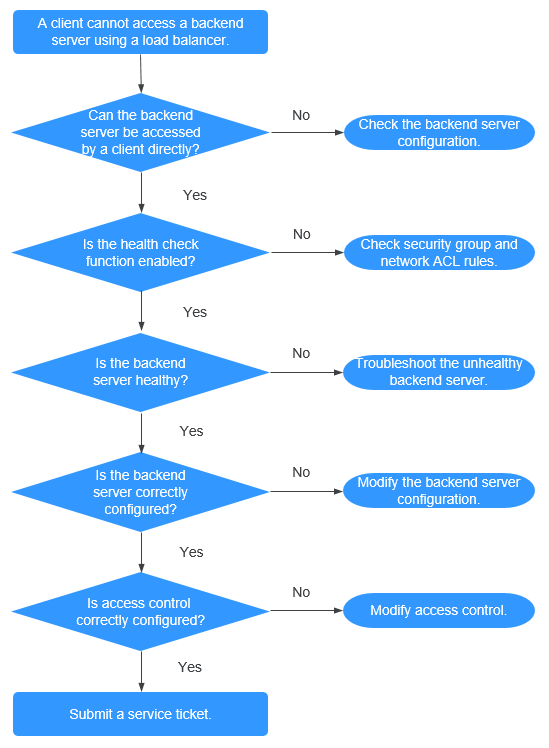 A client cannot access a backend
server using a load balancer.
Can the backend
server be accessed
by a client directly?
No
Check the backend server
configuration.
Yes
Is the health check
function enabled?
No
Check security group and
network ACL rules.
Yes
Is the backend
server healthy?
No
Troubleshoot the unhealthy
backend server.
Yes
Is the backend
server correctly
configured?
No
Modify the backend server
configuration.
Yes
Is access control
correctly configured?
No
Modify access control.
Yes
Submit a service ticket.